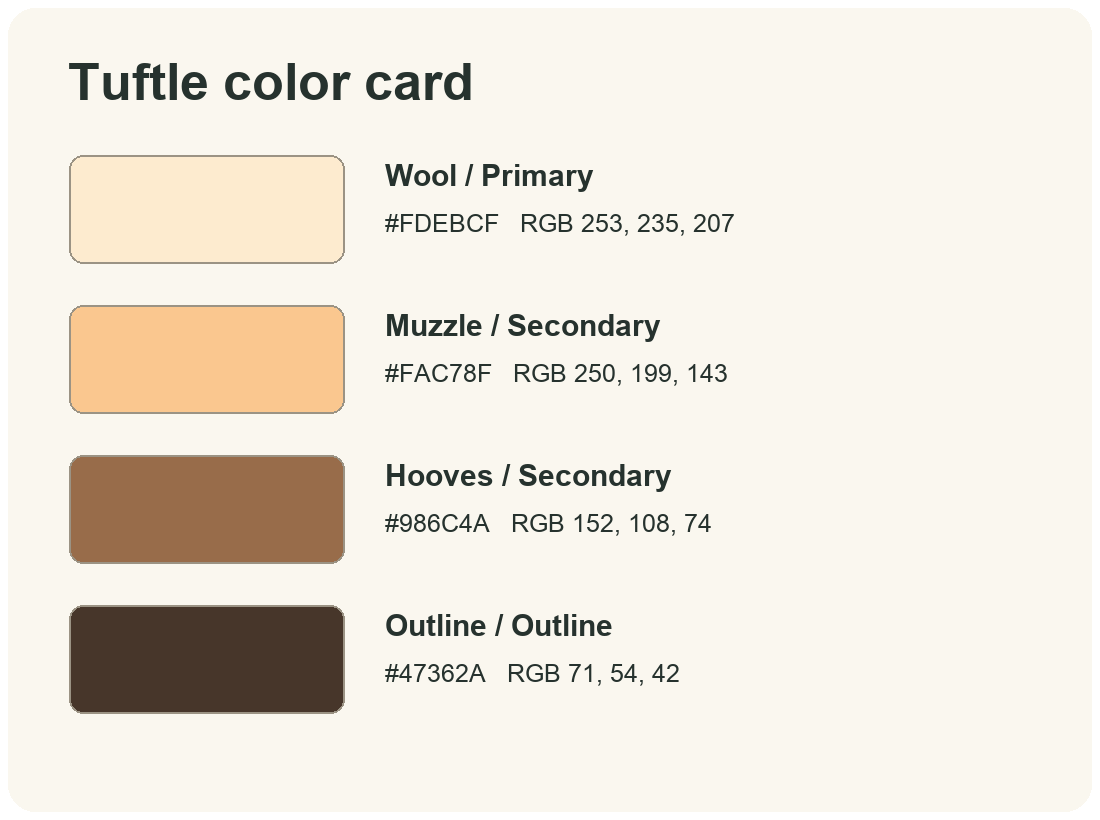 Tuftle color card
Wool / Primary
#FDEBCF   RGB 253, 235, 207
Muzzle / Secondary
#FAC78F   RGB 250, 199, 143
Hooves / Secondary
#986C4A   RGB 152, 108, 74
Outline / Outline
#47362A   RGB 71, 54, 42